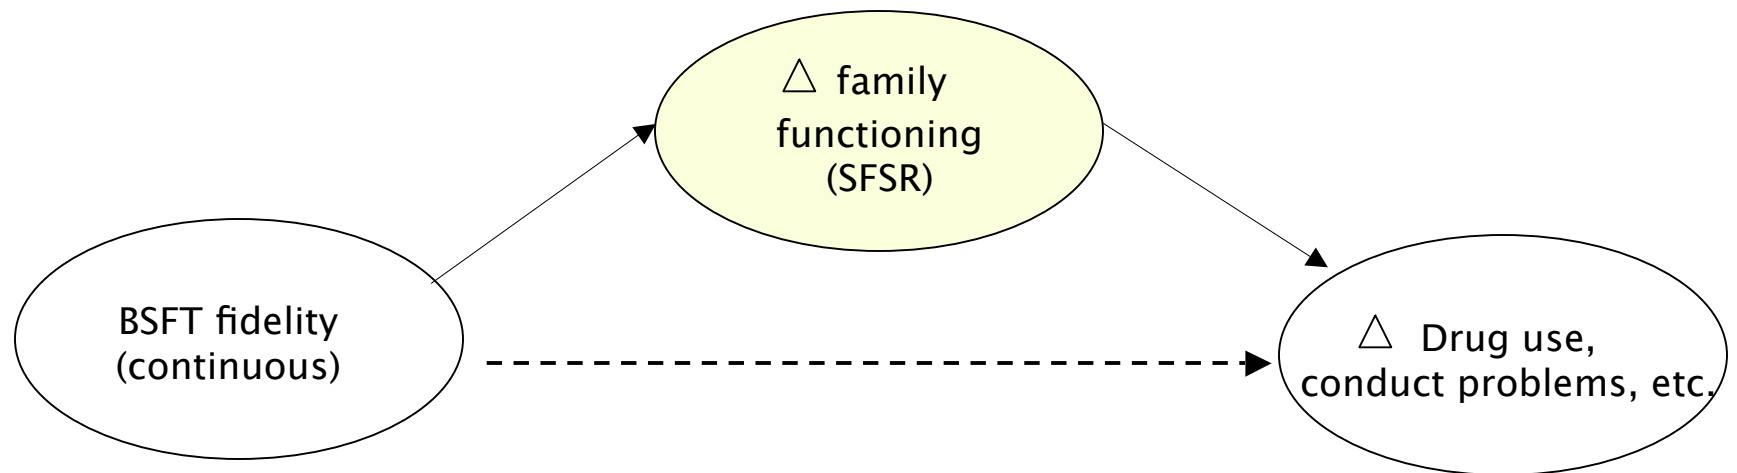 △ family
functioning
(SFSR)
BSFT fidelity
(continuous)
△ Drug use,
conduct problems, etc.